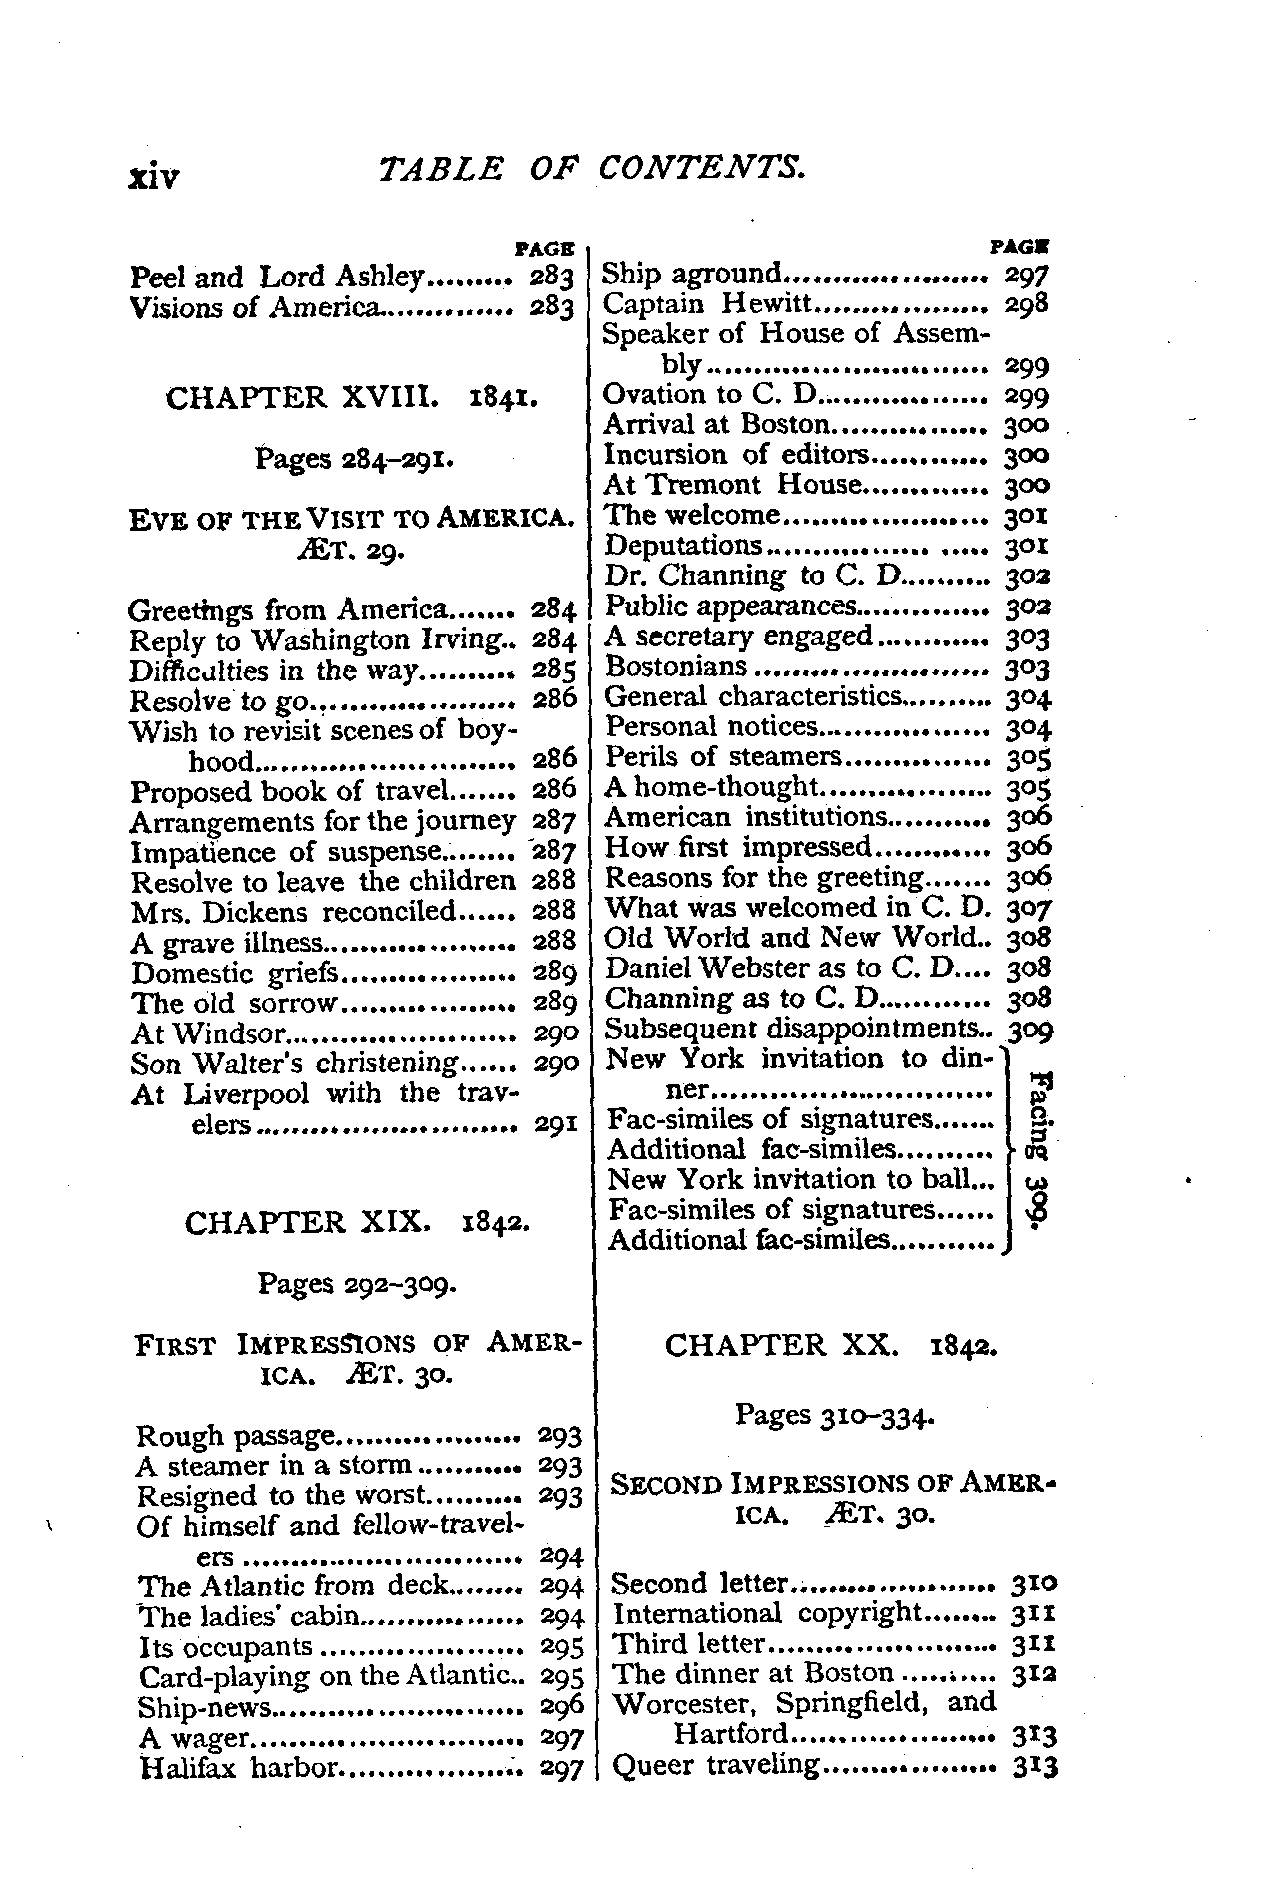 xiv TABLE OF CONTENTS.
PAGE
Peel and Lord Ashley......... 283
Visions of America.............. 283
CHAPTER XVIII. 1841.
Pages 284–291.
EVE OF THE VISIT TO AMERICA.
ÆT. 29.
Greetings from America....... 284
Reply to Washington Irving.. 284
Difficulties in the way.......... 285
Resolve to go..................... 286
Wish to revisit scenes of boy-
hood........................... 286
Proposed book of travel....... 286
Arrangements for the journey 287
Impatience of suspense........ 287
Resolve to leave the children 288
Mrs. Dickens reconciled...... 288
A grave illness.................... 288
Domestic griefs.................. 289
The old sorrow.................. 289
At Windsor........................ 290
Son Walter's christening...... 290
At Liverpool with the trav-
elers........................... 291
CHAPTER XIX. 1842.
Pages 292–309.
FIRST IMPRESSIONS OF AMER-
ICA. ÆT. 30.
Rough passage................... 293
A steamer in a storm........... 293
Resigned to the worst.......... 293
Of himself and fellow-travel-
ers ............................. 294
The Atlantic from deck........ 294
The ladies' cabin................. 294
Its occupants ..................... 295
Card-playing on the Atlantic.. 295
Ship-news.......................... 296
A wager............................ 297
Halifax harbor................... 297
PAGE
Ship aground..................... 297
Captain Hewitt.................. 298
Speaker of House of Assem-
bly............................. 299
Ovation to C. D................. 299
Arrival at Boston................ 300
Incursion of editors............ 300
At Tremont House............. 300
The welcome..................... 301
Deputations...................... 301
Dr. Channing to C. D.......... 302
Public appearances.............. 302
A secretary engaged............ 303
Bostonians ........................ 303
General characteristics.......... 304
Personal notices.................. 304
Perils of steamers............... 305
A home-thought.................. 305
American institutions........... 306
How first impressed............ 306
Reasons for the greeting....... 306
What was welcomed in C. D. 307
Old World and New World.. 308
Daniel Webster as to C. D.... 308
Channing as to C. D............ 308
Subsequent disappointments.. 309
New York invitation to din-
ner.............................
Fac-similes of signatures.......
Additional fac-similes..........
New York invitation to ball...
Fac-similes of signatures......
Additional fac-similes...........
Facing 309.
CHAPTER XX. 1842.
Pages 310–334.
SECOND IMPRESSIONS OF AMER-
ICA. ÆT. 30.
Second letter..................... 310
International copyright........ 311
Third letter........................ 311
The dinner at Boston .......... 312
Worcester, Springfield, and
Hartford..................... 313
Queer traveling.................. 313